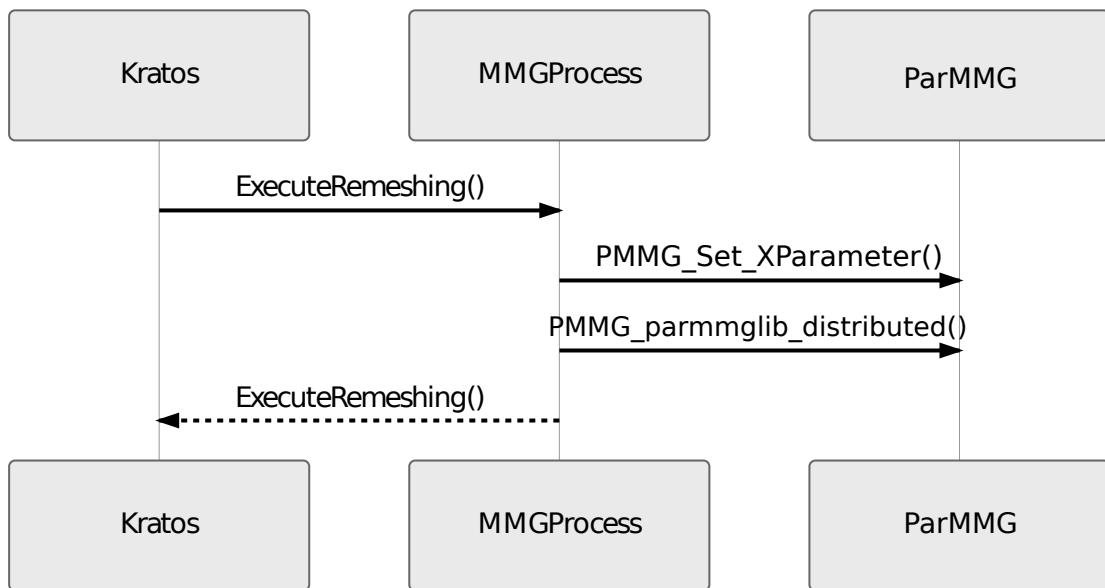 Kratos
MMGProcess
ParMMG
ExecuteRemeshing()
PMMG_Set_XParameter()
PMMG_parmmglib_distributed()
ExecuteRemeshing()
Kratos
MMGProcess
ParMMG